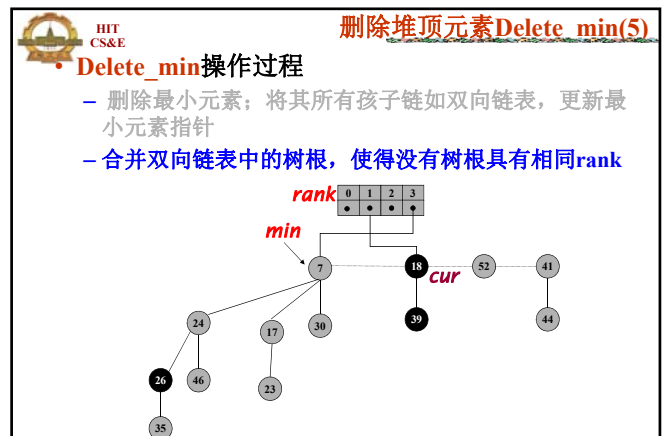 HIT
CS&E
删除堆顶元素Delete_min(5)
• Delete_min操作过程
– 删除最小元素；将其所有孩子链如双向链表，更新最
小元素指针
– 合并双向链表中的树根，使得没有树根具有相同rank
rank 0 1 2 3
min
7 18 52 41
cur
24 17 30 39 44
26 46 23
35